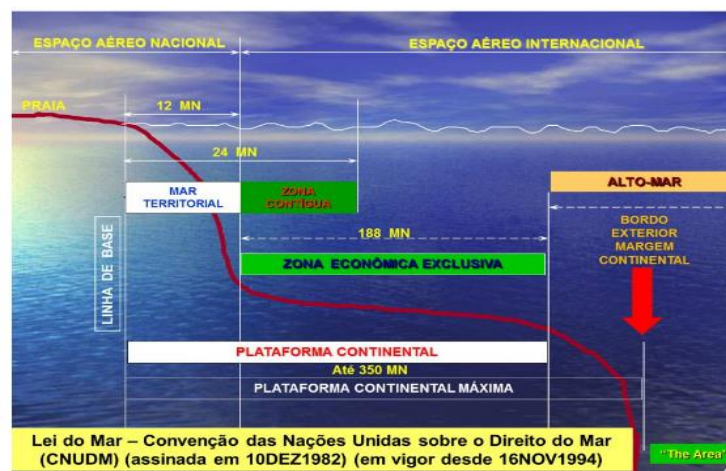 ESPAÇO AÉREO NACIONAL
ESPAÇO AÉREO INTERNACIONAL
PRAIA
12 MN
24 MN
MAR
TERRITORIAL
ZONA
CONTÍGUA
ALTO-MAR
LINHA DE BASE
188 MN
BORDO
EXTERIOR
MARGEM
CONTINENTAL
ZONA ECONÔMICA EXCLUSIVA
PLATAFORMA CONTINENTAL
Até 350 MN
PLATAFORMA CONTINENTAL MÁXIMA
Lei do Mar – Convenção das Nações Unidas sobre o Direito do Mar
(CNUDM) (assinada em 10DEZ1982) (em vigor desde 16NOV1994)
"The Area